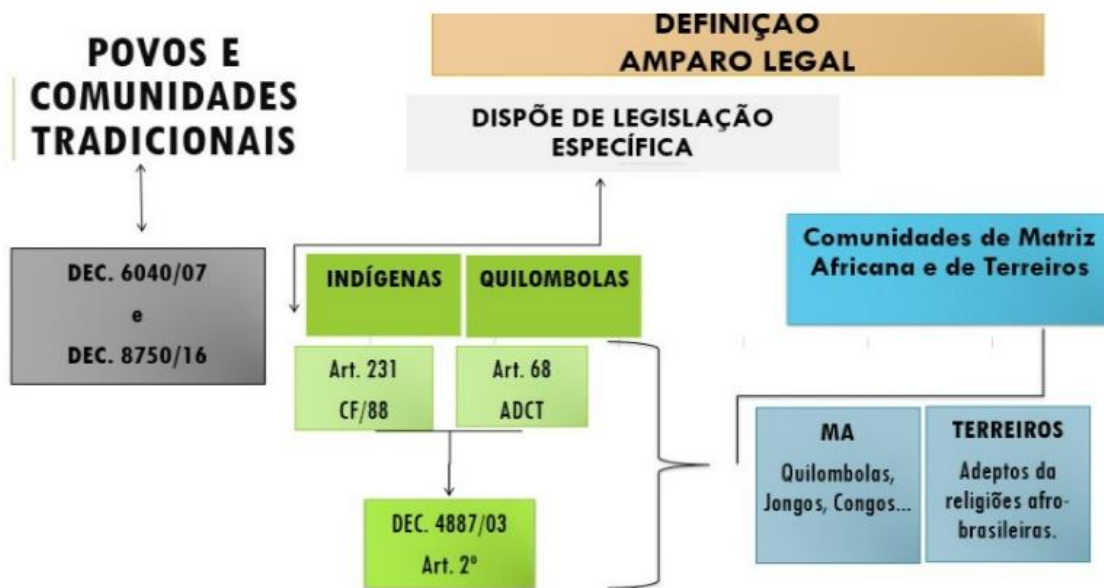 POVOS E
COMUNIDADES
TRADICIONAIS
DEFINIÇÃO
AMPARO LEGAL
DISPÕE DE LEGISLAÇÃO
ESPECÍFICA
DEC. 6040/07
e
DEC. 8750/16
INDÍGENAS
QUILOMBOLAS
Comunidades de Matriz
Africana e de Terreiros
Art. 231
CF/88
Art. 68
ADCT
DEC. 4887/03
Art. 2º
MA
Quilombolas,
Jongos, Congos...
TERREIROS
Adeptos da
religiões afro-
brasileiras.